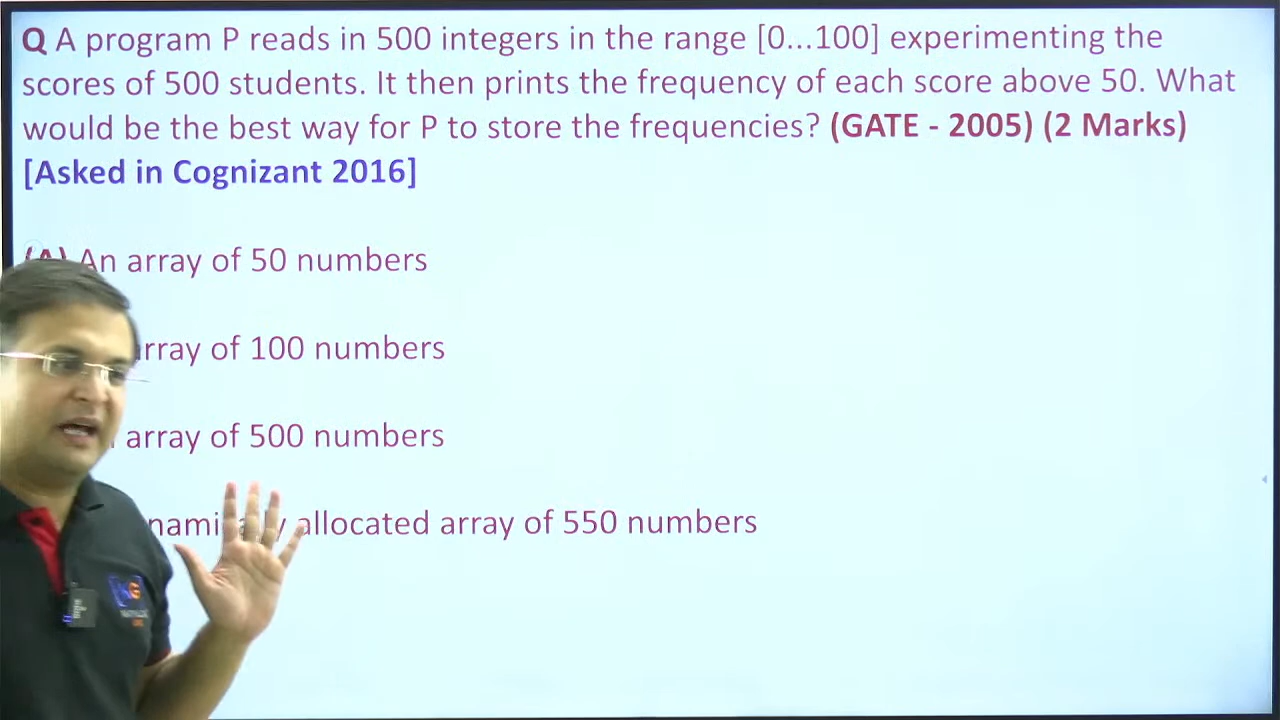 Q A program P reads in 500 integers in the range [0...100] experimenting the
scores of 500 students. It then prints the frequency of each score above 50. What
would be the best way for P to store the frequencies? (GATE - 2005) (2 Marks)
[Asked in Cognizant 2016]
(A) An array of 50 numbers
array of 100 numbers
array of 500 numbers
allocated array of 550 numbers
KG